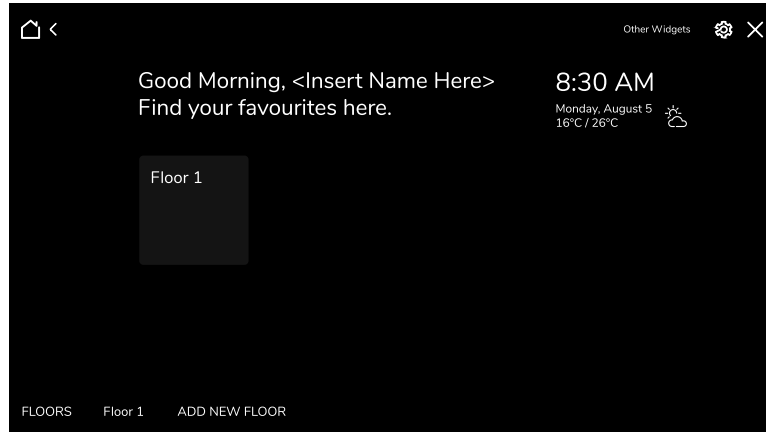 Other Widgets
Good Morning, <Insert Name Here>
Find your favourites here.
8:30 AM
Monday, August 5
16°C / 26°C
Floor 1
FLOORS Floor 1 ADD NEW FLOOR